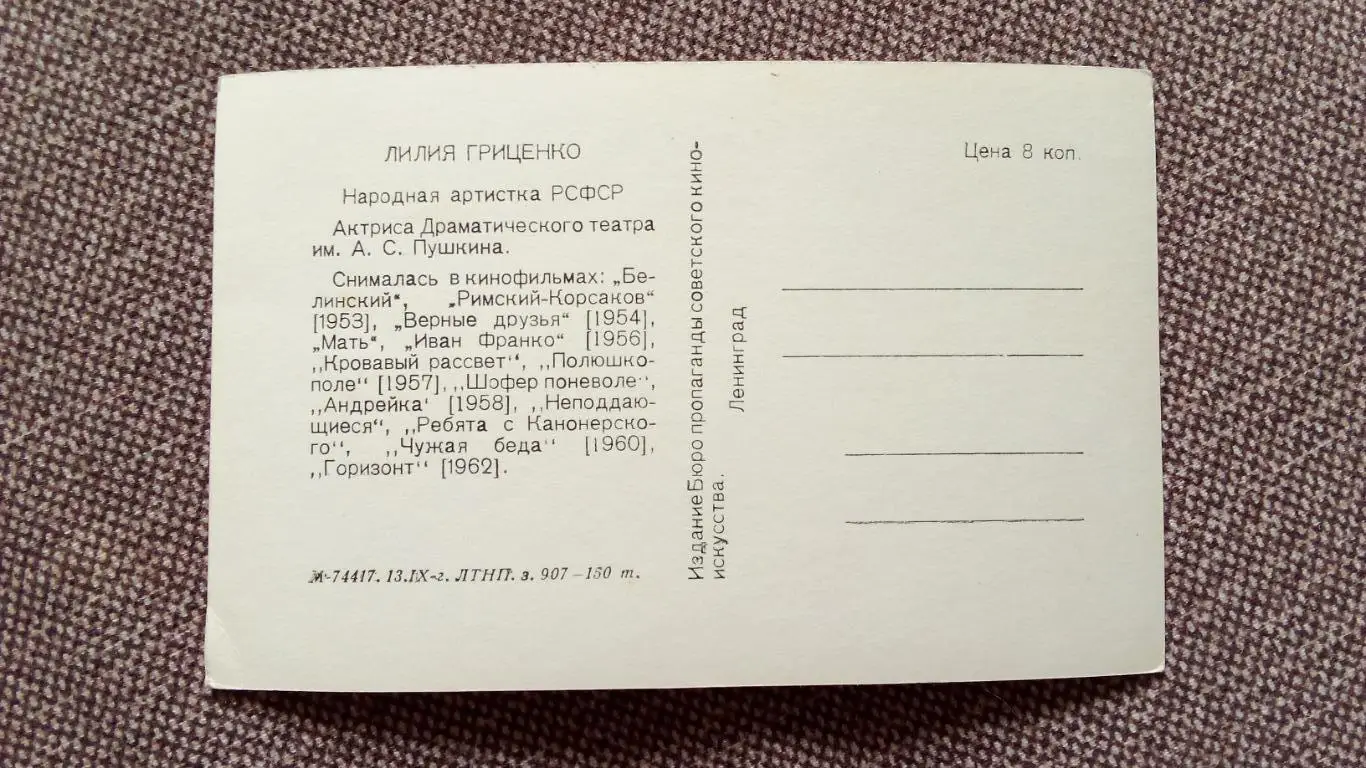 ЛИЛИЯ ГРИЦЕНКО
Народная артистка РСФСР
Актриса Драматического театра
им. А. С. Пушкина.
Снималась в кинофильмах: „Бе-
линский“, „Римский-Корсаков“
[1953], „Верные друзья“ [1954],
„Мать“, „Иван Франко“ [1956],
,,Кровавый рассвет‘‘, ,,Полюшко-
поле“ [1957], ,,Шофер поневоле‘‘,
,,Андрейка‘ [1958], ,,Неподдаю-
щиеся“, ,,Ребята с Канонерско-
го‘‘, ,,Чужая беда‘‘ [1960],
,,Горизонт‘‘ [1962].
М-74417. 13.IX-г. ЛТНП. з. 907–150 т.
Издание Бюро пропаганды советского кино-
искусства.
Ленинград
Цена 8 коп.